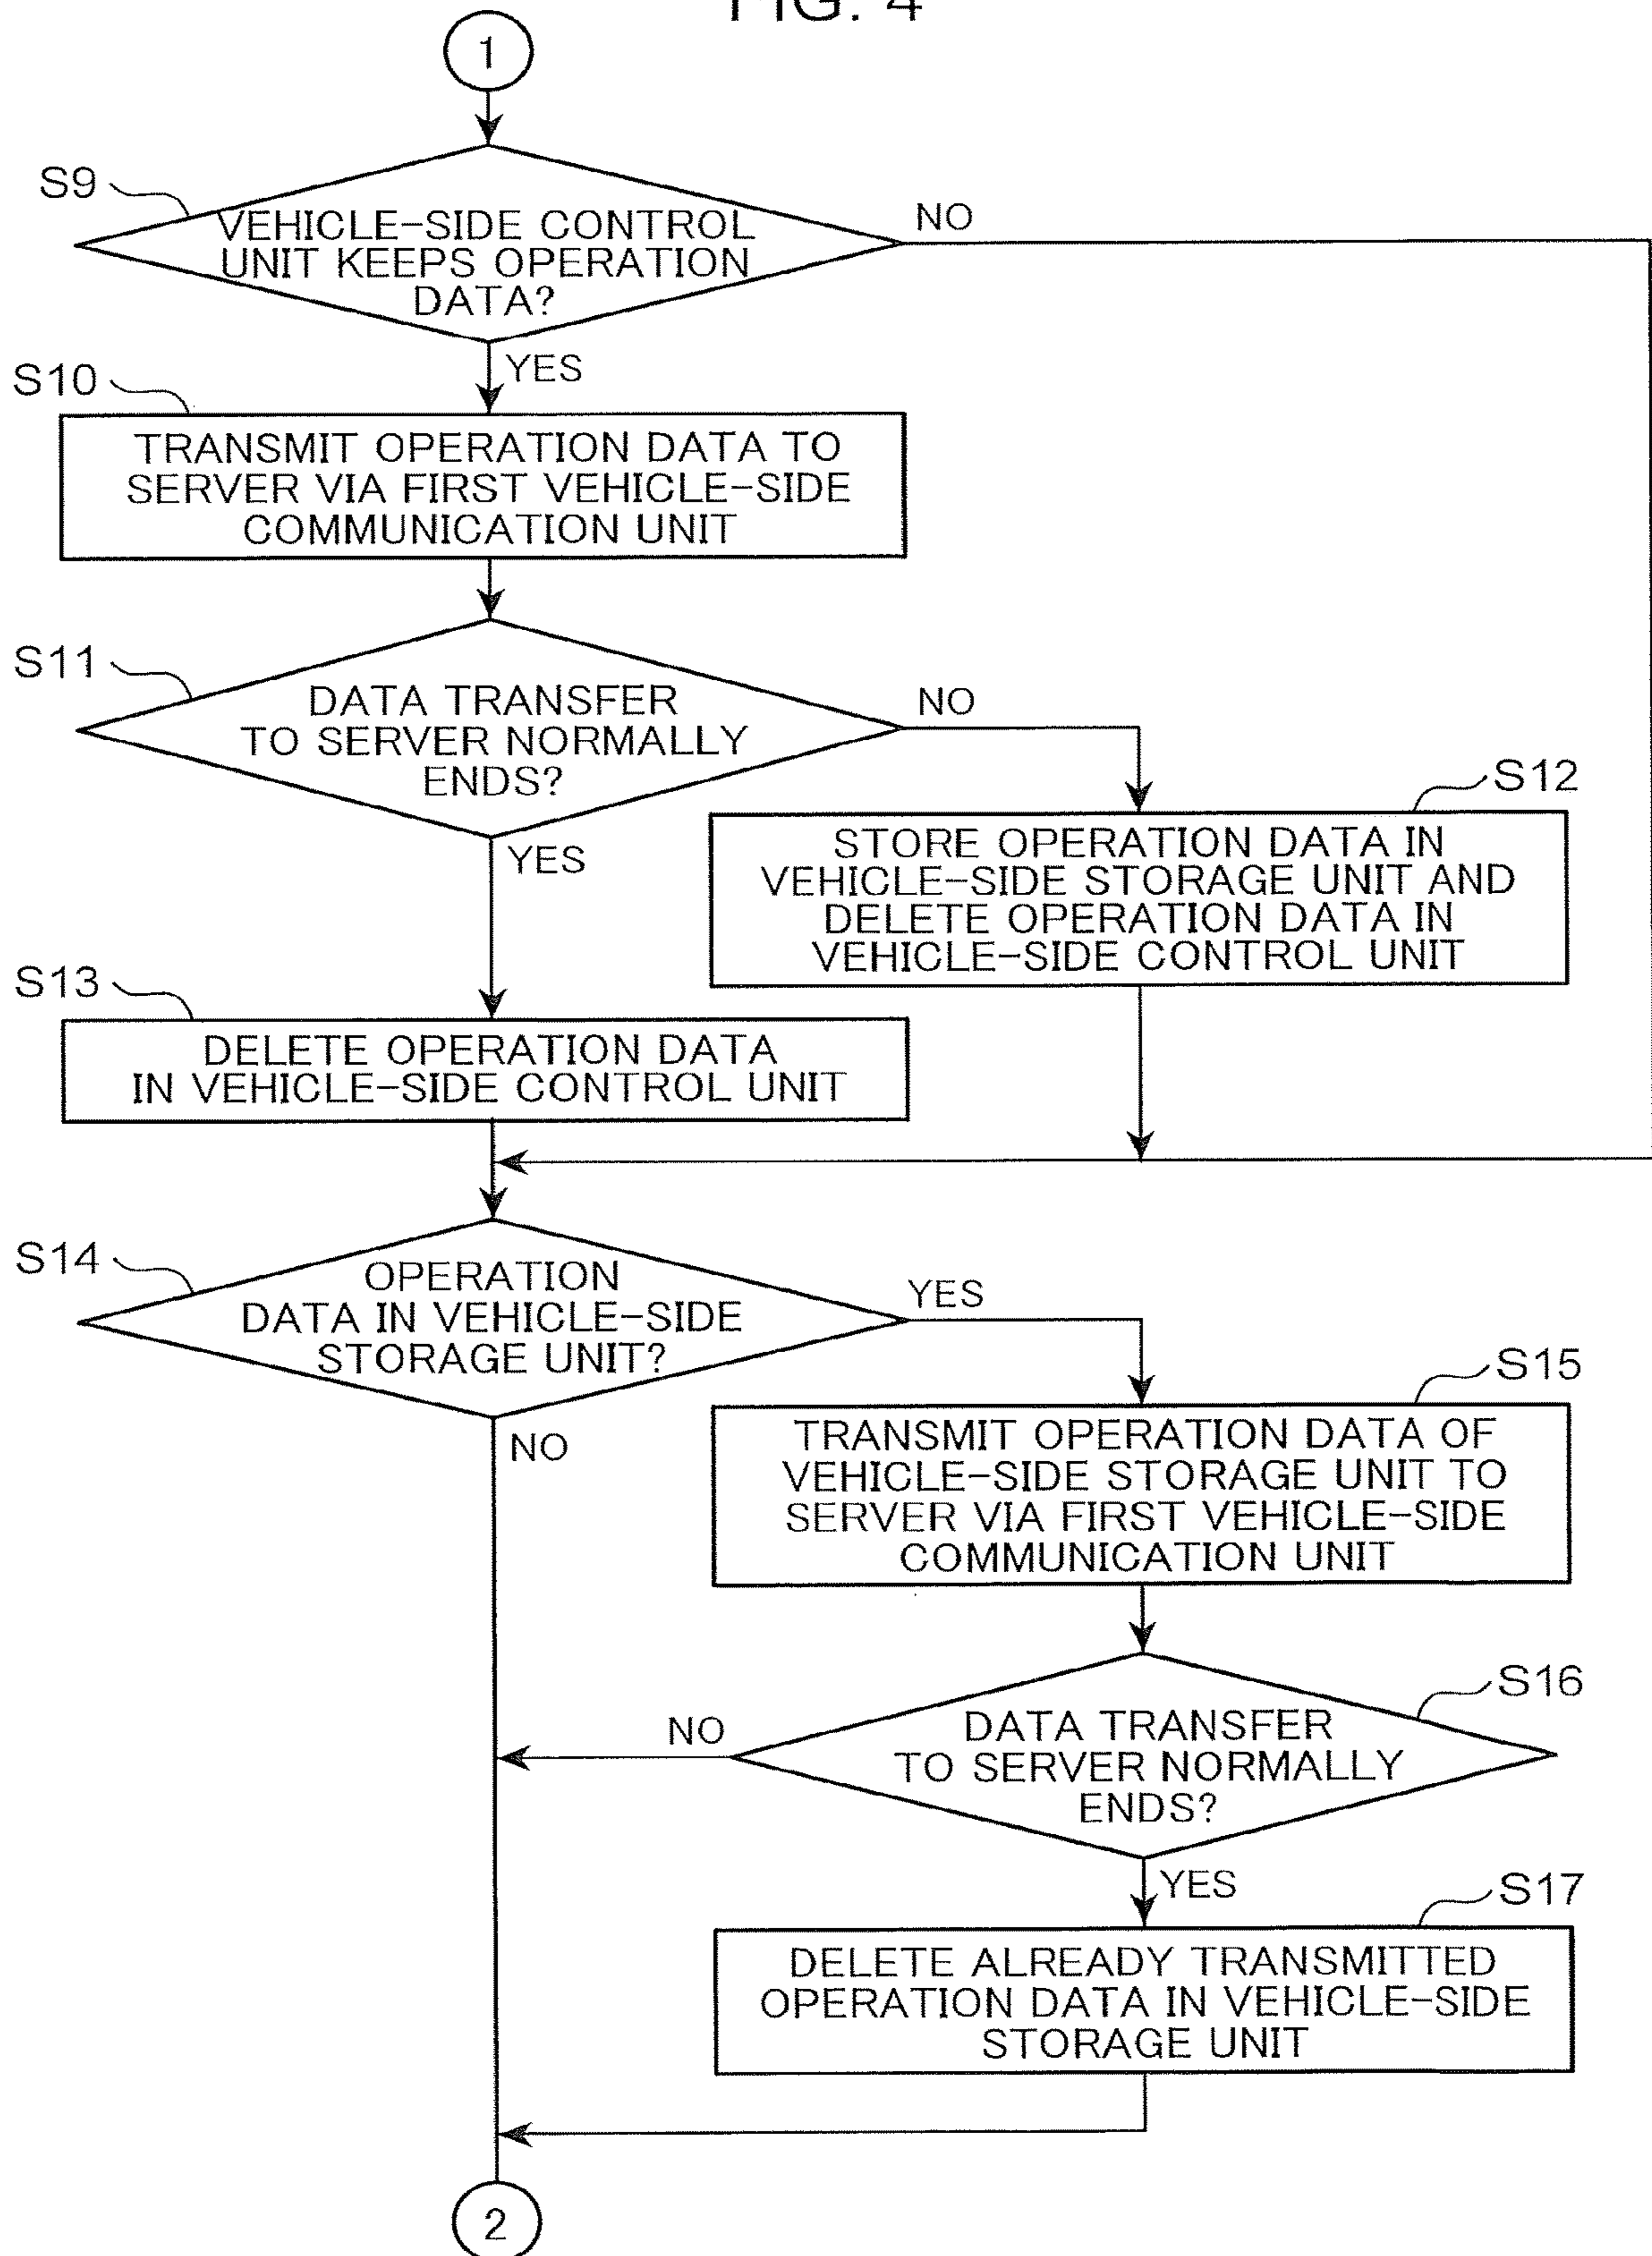 FIG. 4
1
S9
VEHICLE-SIDE CONTROL
UNIT KEEPS OPERATION
DATA?
NO
YES
S10
TRANSMIT OPERATION DATA TO
SERVER VIA FIRST VEHICLE-SIDE
COMMUNICATION UNIT
S11
DATA TRANSFER
TO SERVER NORMALLY
ENDS?
NO
YES
S12
STORE OPERATION DATA IN
VEHICLE-SIDE STORAGE UNIT AND
DELETE OPERATION DATA IN
VEHICLE-SIDE CONTROL UNIT
S13
DELETE OPERATION DATA
IN VEHICLE-SIDE CONTROL UNIT
S14
OPERATION
DATA IN VEHICLE-SIDE
STORAGE UNIT?
YES
NO
S15
TRANSMIT OPERATION DATA OF
VEHICLE-SIDE STORAGE UNIT TO
SERVER VIA FIRST VEHICLE-SIDE
COMMUNICATION UNIT
S16
DATA TRANSFER
TO SERVER NORMALLY
ENDS?
NO
YES
S17
DELETE ALREADY TRANSMITTED
OPERATION DATA IN VEHICLE-SIDE
STORAGE UNIT
2